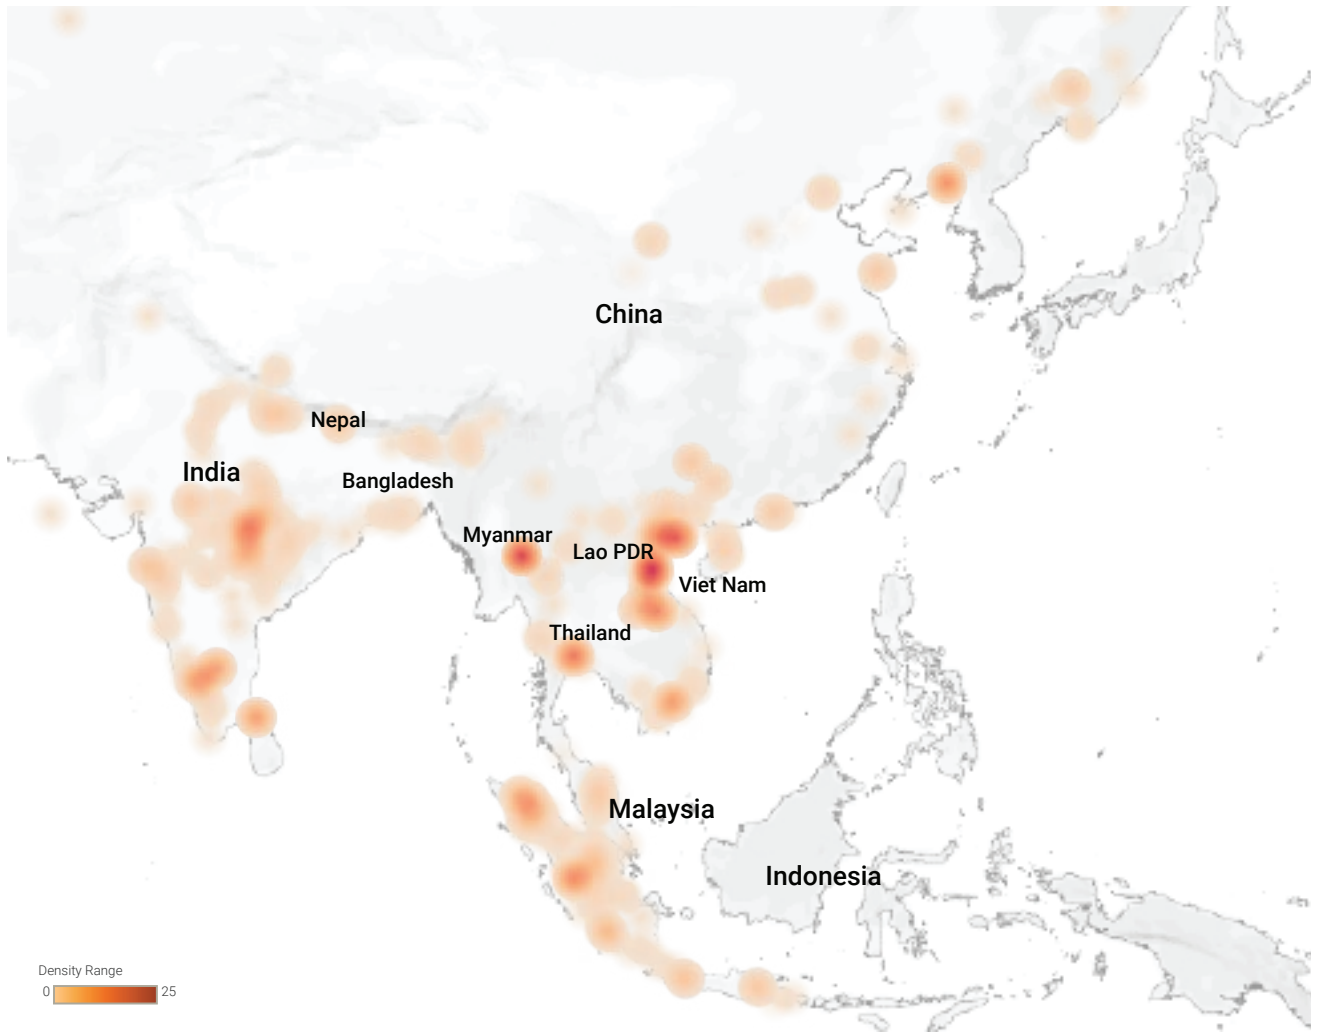 China
Nepal
India
Bangladesh
Myanmar
Lao PDR
Viet Nam
Thailand
Malaysia
Indonesia
Density Range
0 25